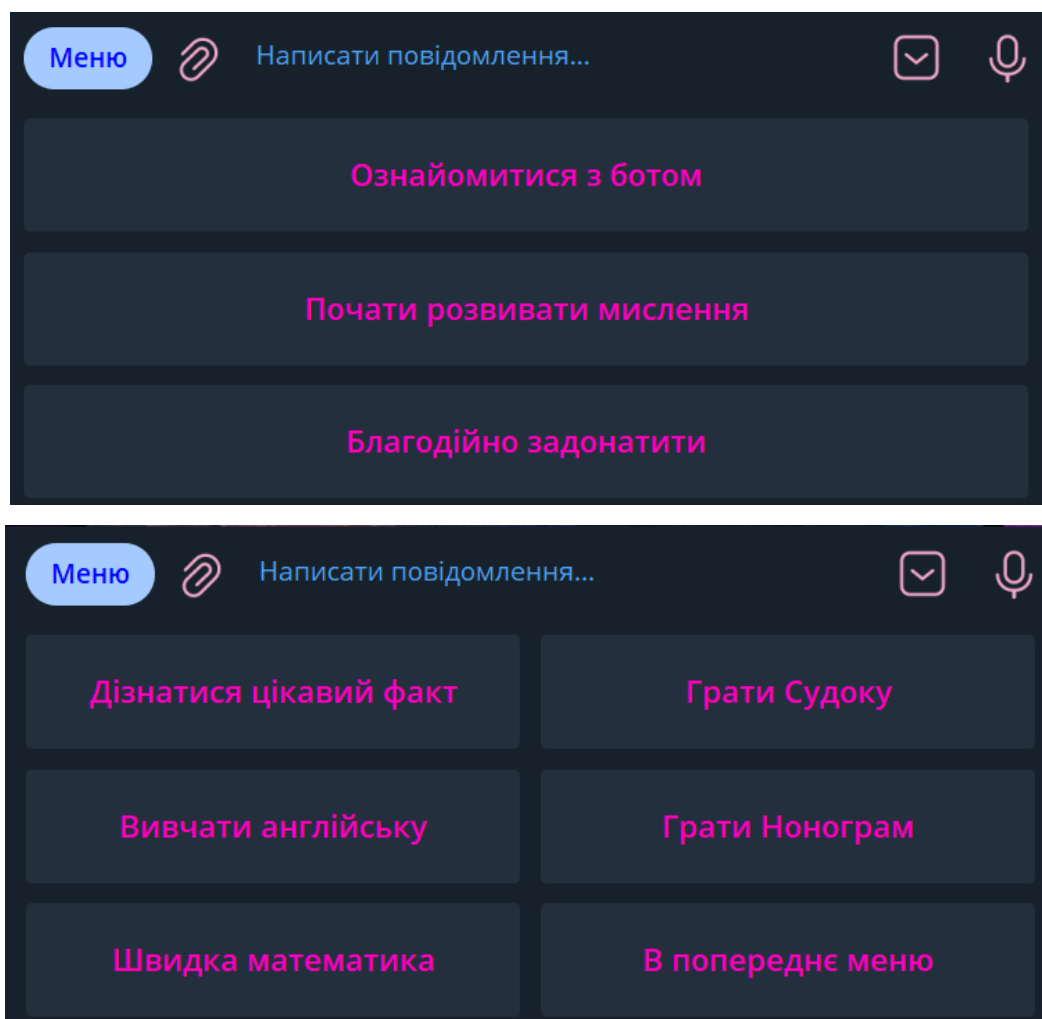 Меню Написати повідомлення...
Ознайомитися з ботом
Почати розвивати мислення
Благодійно задонатити
Меню Написати повідомлення...
Дізнатися цікавий факт Грати Судоку
Вивчати англійську Грати Нонограм
Швидка математика В попереднє меню